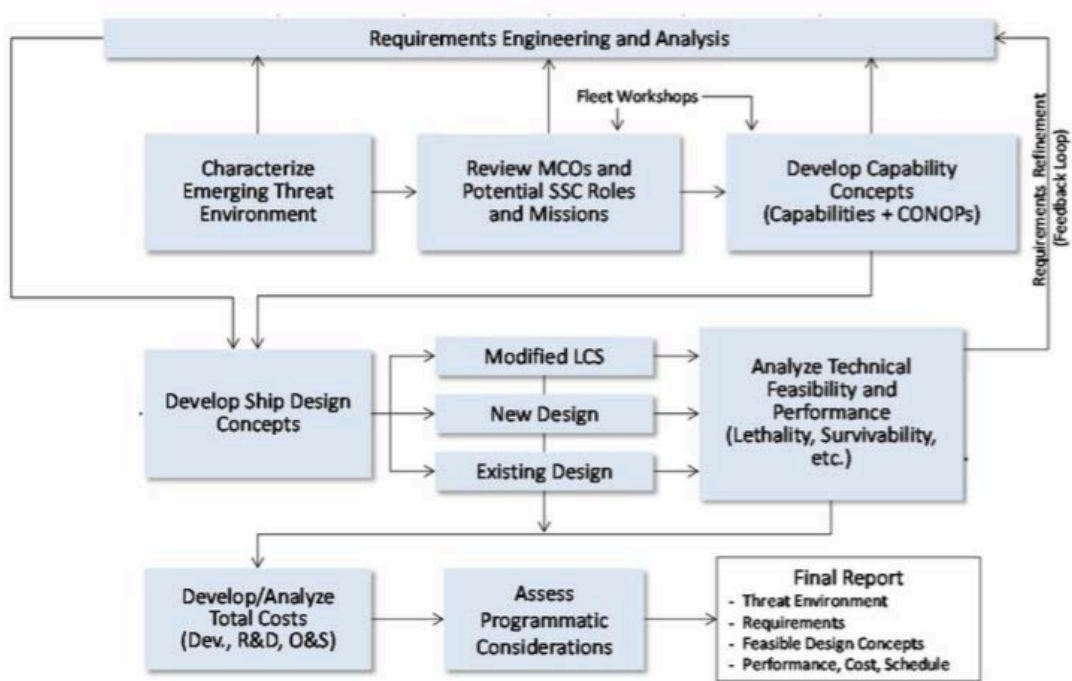 Requirements Engineering and Analysis
Fleet Workshops
Characterize
Emerging Threat
Environment
Review MCOs and
Potential SSC Roles
and Missions
Develop Capability
Concepts
(Capabilities + CONOPs)
Requirements Refinement
(Feedback Loop)
Develop Ship Design
Concepts
Modified LCS
New Design
Existing Design
Analyze Technical
Feasibility and
Performance
(Lethality, Survivability,
etc.)
Develop/Analyze
Total Costs
(Dev., R&D, O&S)
Assess
Programmatic
Considerations
Final Report
- Threat Environment
- Requirements
- Feasible Design Concepts
- Performance, Cost, Schedule